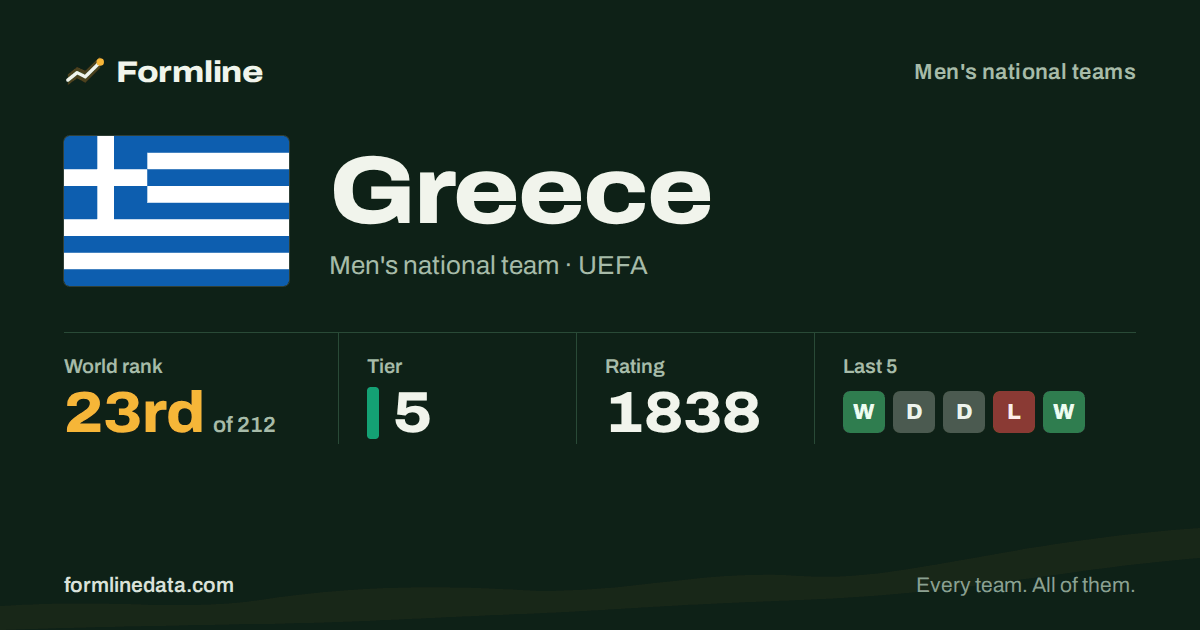 Formline
Men's national teams
Greece
Men's national team · UEFA
World rank
23rd of 212
Tier
5
Rating
1838
Last 5
W D D L W
formlinedata.com
Every team. All of them.